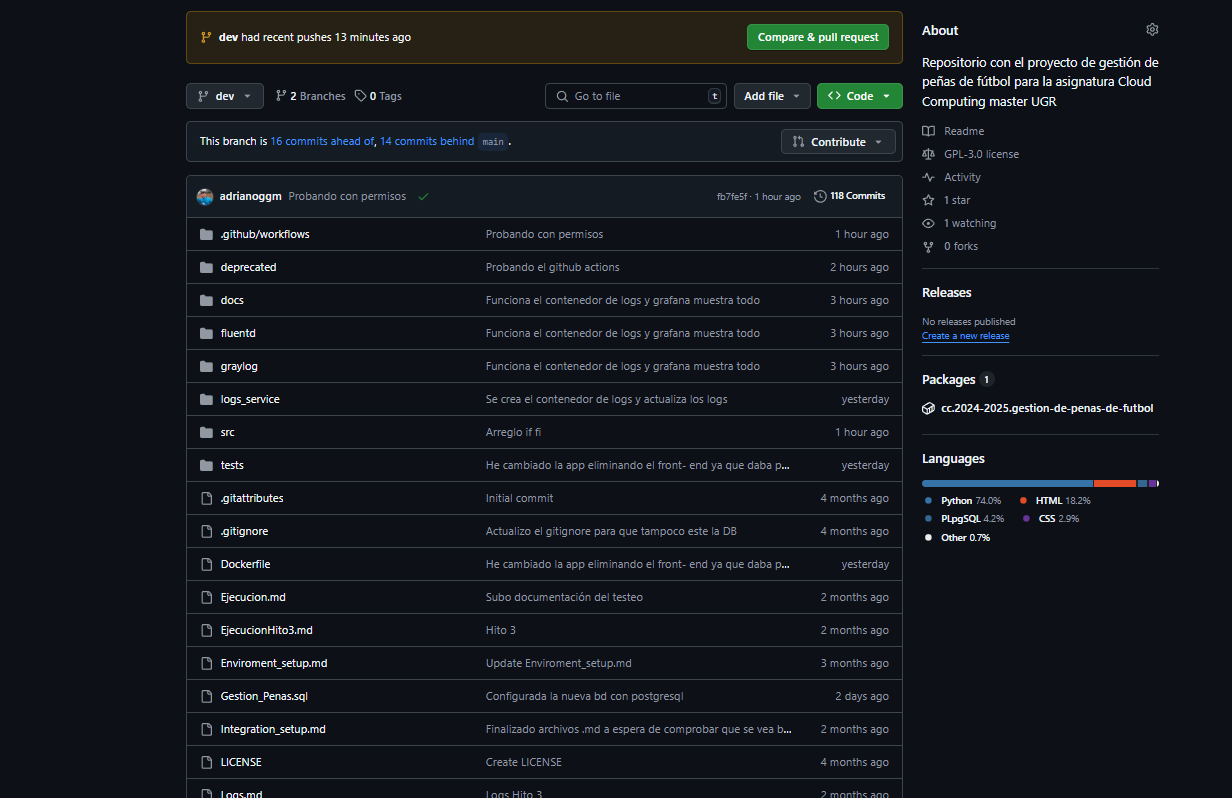 dev had recent pushes 13 minutes ago
Compare & pull request
dev
2 Branches
0 Tags
Go to file
t
Add file
Code
This branch is 16 commits ahead of, 14 commits behind main .
Contribute
adrianoggm Probando con permisos
fb7fe5f · 1 hour ago
118 Commits
.github/workflows Probando con permisos 1 hour ago
deprecated Probando el github actions 2 hours ago
docs Funciona el contenedor de logs y grafana muestra todo 3 hours ago
fluentd Funciona el contenedor de logs y grafana muestra todo 3 hours ago
graylog Funciona el contenedor de logs y grafana muestra todo 3 hours ago
logs_service Se crea el contenedor de logs y actualiza los logs yesterday
src Arreglo if fi 1 hour ago
tests He cambiado la app eliminando el front- end ya que daba p... yesterday
.gitattributes Initial commit 4 months ago
.gitignore Actualizo el gitignore para que tampoco este la DB 4 months ago
Dockerfile He cambiado la app eliminando el front- end ya que daba p... yesterday
Ejecucion.md Subo documentación del testeo 2 months ago
EjecucionHito3.md Hito 3 2 months ago
Enviroment_setup.md Update Enviroment_setup.md 3 months ago
Gestion_Penas.sql Configurada la nueva bd con postgresql 2 days ago
Integration_setup.md Finalizado archivos .md a espera de comprobar que se vea b... 2 months ago
LICENSE Create LICENSE 4 months ago
Logs.md Logs Hito 3 2 months ago
About
Repositorio con el proyecto de gestión de
peñas de fútbol para la asignatura Cloud
Computing master UGR
Readme
GPL-3.0 license
Activity
1 star
1 watching
0 forks
Releases
No releases published
Create a new release
Packages 1
cc.2024-2025.gestion-de-penas-de-futbol
Languages
Python 74.0% HTML 18.2%
PLpgSQL 4.2% CSS 2.9%
Other 0.7%